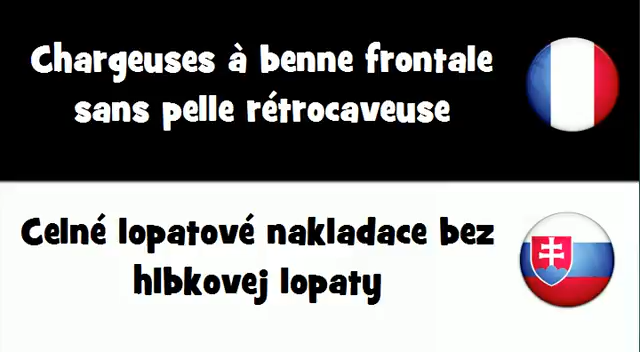 Chargeuses à benne frontale
sans pelle rétrocaveuse
Celné lopatové nakladace bez
hlbkovej lopaty